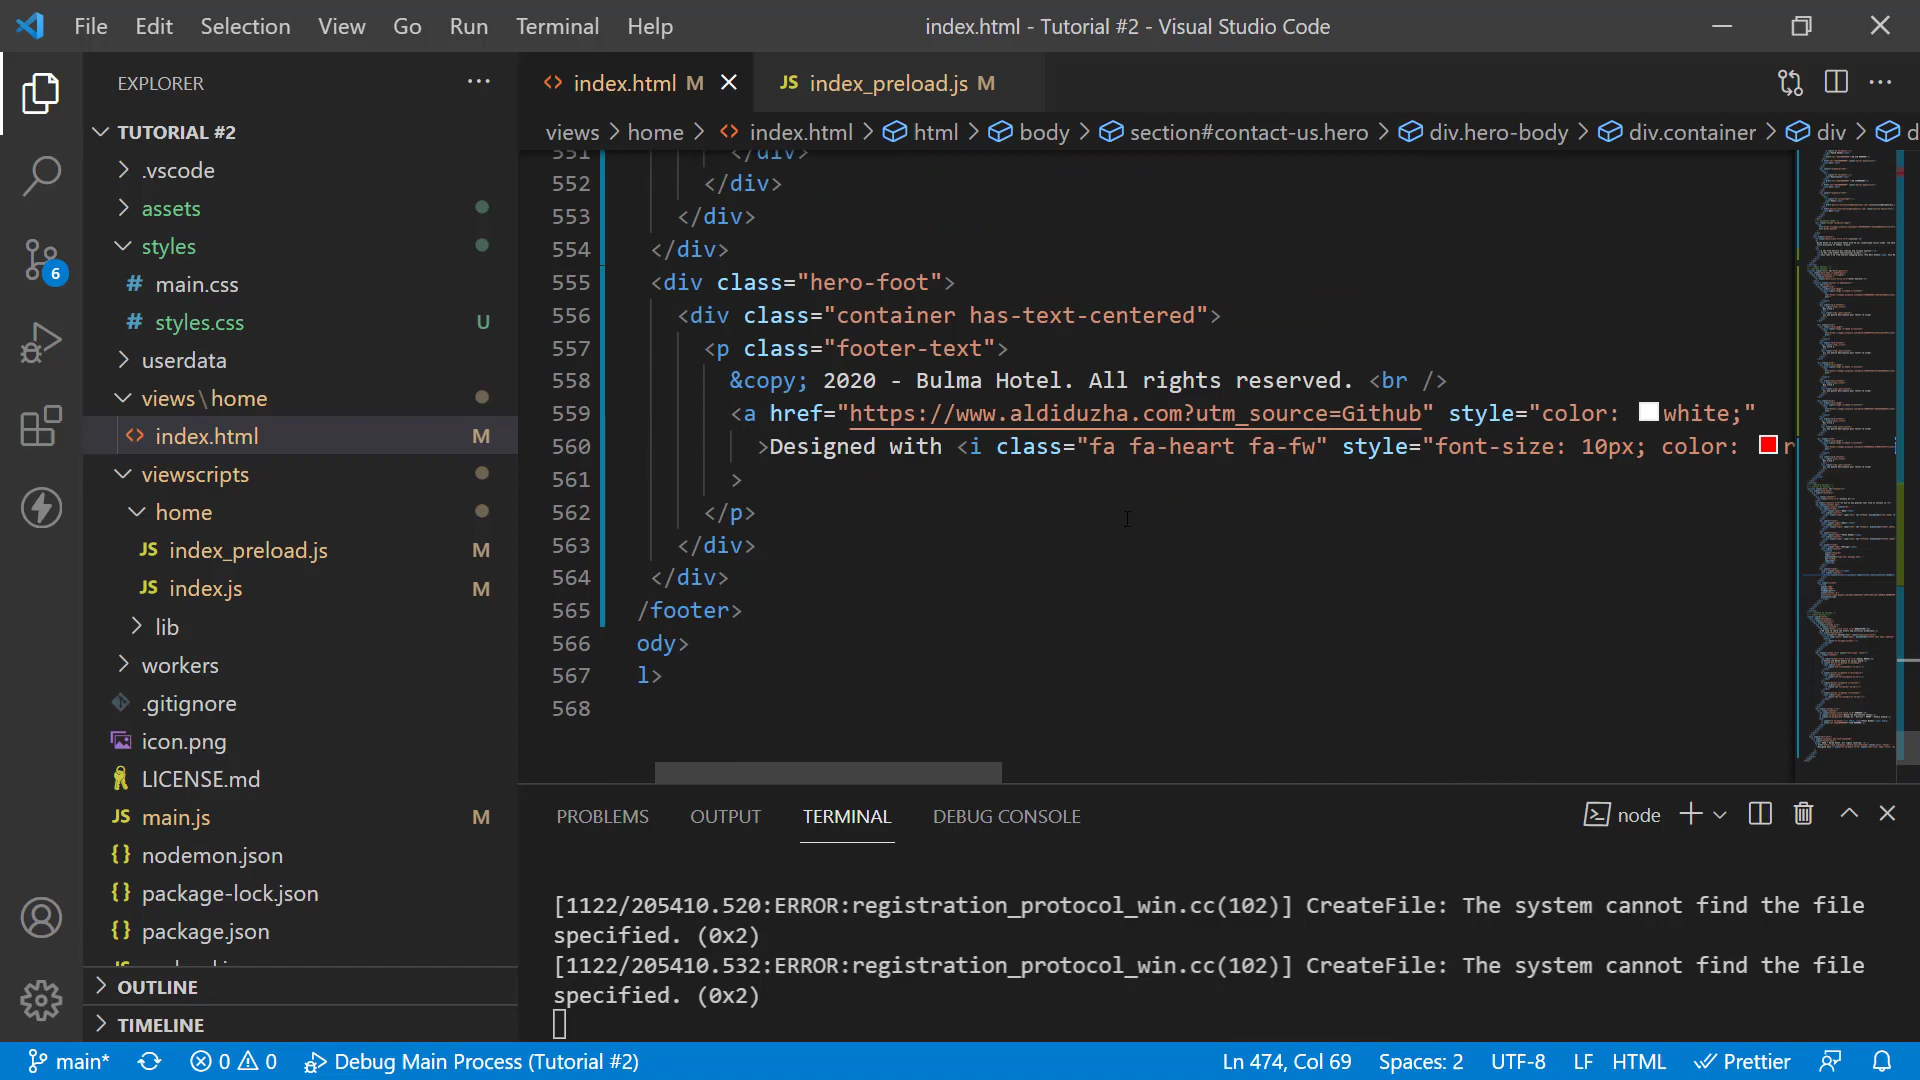 File Edit Selection View Go Run Terminal Help
index.html - Tutorial #2 - Visual Studio Code
EXPLORER
TUTORIAL #2
.vscode
assets
styles
# main.css
# styles.css U
userdata
views\home
<> index.html M
viewscripts
home
JS index_preload.js M
JS index.js M
lib
workers
.gitignore
icon.png
LICENSE.md
JS main.js M
{} nodemon.json
{} package-lock.json
{} package.json
OUTLINE
TIMELINE
<> index.html M
JS index_preload.js M
views > home > <> index.html > html > body > section#contact-us.hero > div.hero-body > div.container > div > d
551 </div>
552 </div>
553 </div>
554 </div>
555 <div class="hero-foot">
556 <div class="container has-text-centered">
557 <p class="footer-text">
558 &copy; 2020 - Bulma Hotel. All rights reserved. <br />
559 <a href="https://www.aldiduzha.com?utm_source=Github" style="color: white;"
560 >Designed with <i class="fa fa-heart fa-fw" style="font-size: 10px; color: r
561 >
562 </p>
563 </div>
564 </div>
565 /footer>
566 ody>
567 l>
568
PROBLEMS OUTPUT TERMINAL DEBUG CONSOLE
node
[1122/205410.520:ERROR:registration_protocol_win.cc(102)] CreateFile: The system cannot find the file
specified. (0x2)
[1122/205410.532:ERROR:registration_protocol_win.cc(102)] CreateFile: The system cannot find the file
specified. (0x2)
6
main* 0 0 Debug Main Process (Tutorial #2) Ln 474, Col 69 Spaces: 2 UTF-8 LF HTML Prettier